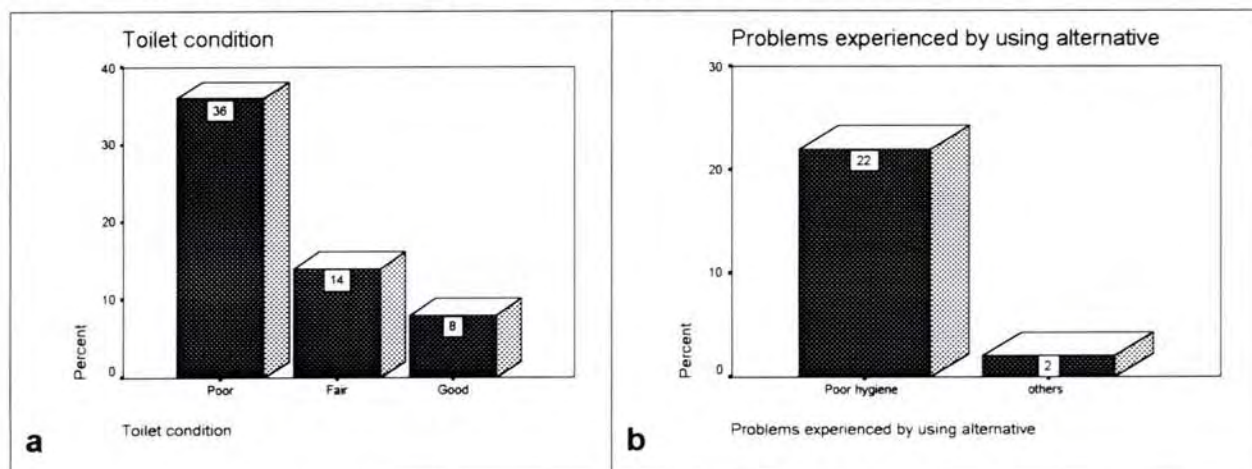 Toilet condition
40
30
20
10
0
Percent
36
14
8
Poor Fair Good
Toilet condition
a
Problems experienced by using alternative
30
20
10
0
Percent
22
2
Poor hygiene others
Problems experienced by using alternative
b